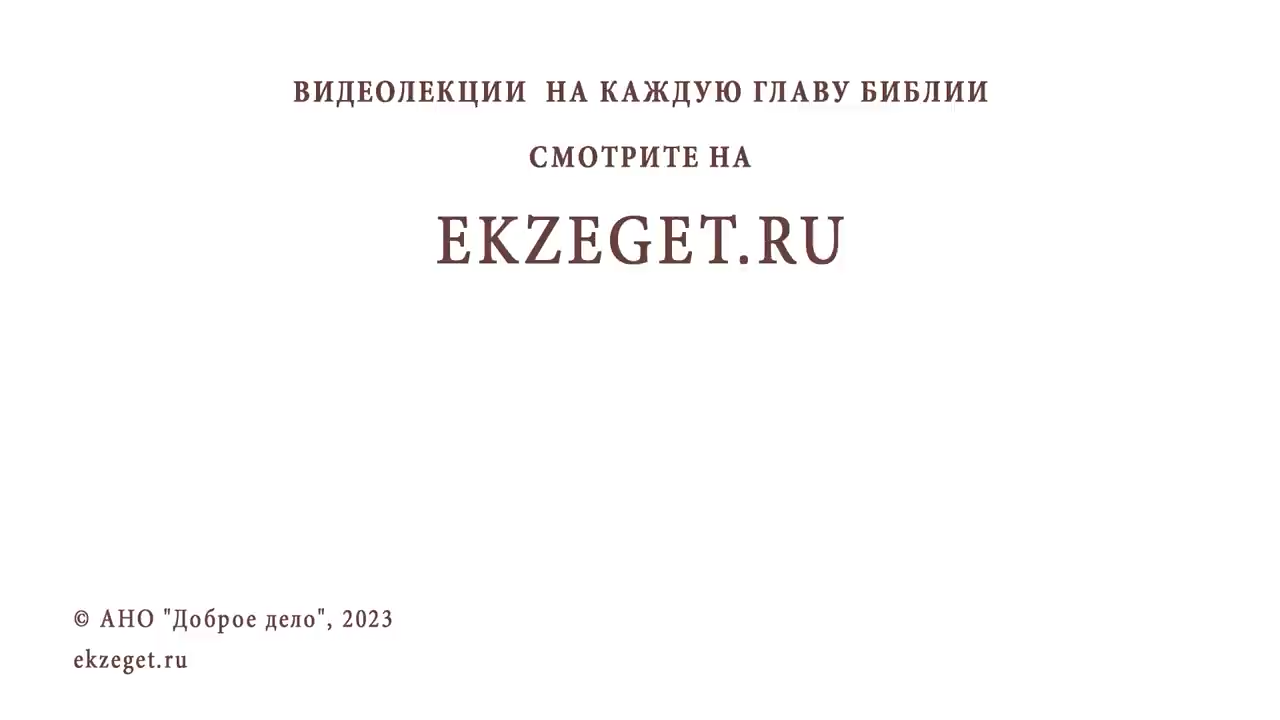 ВИДЕОЛЕКЦИИ НА КАЖДУЮ ГЛАВУ БИБЛИИ
СМОТРИТЕ НА
EKZEGET.RU
© АНО "Доброе дело", 2023
ekzeget.ru